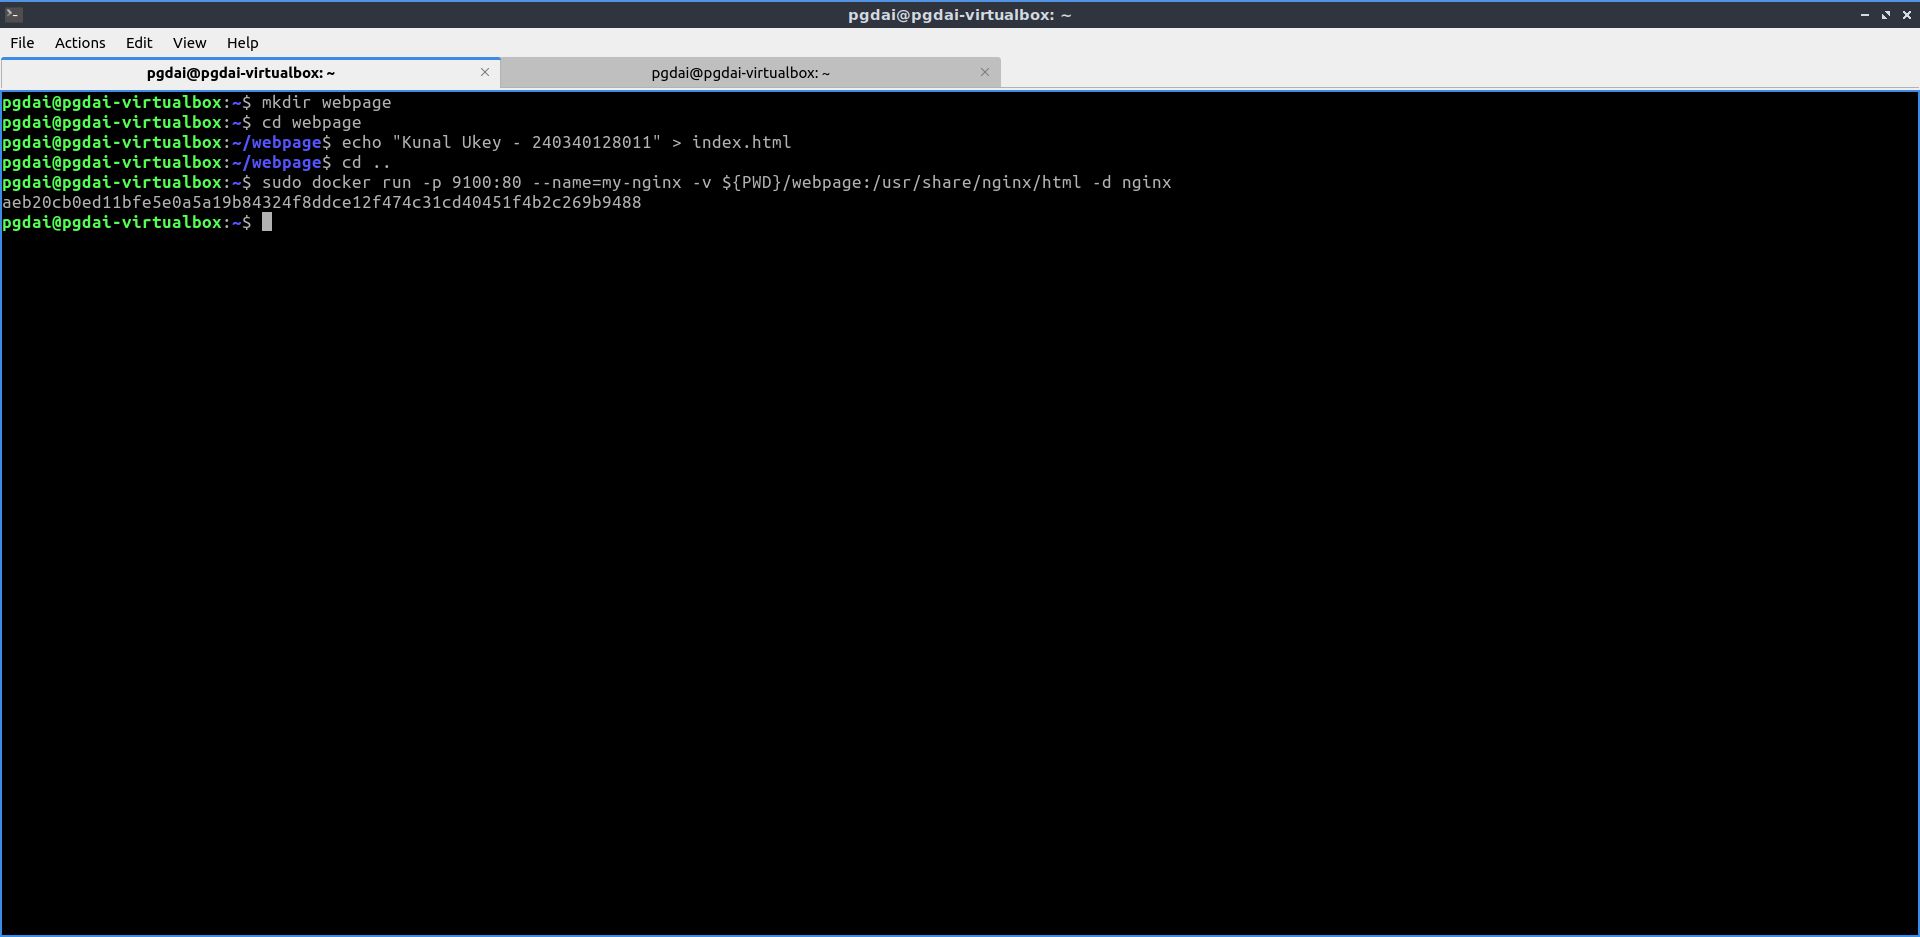 pgdai@pgdai-virtualbox: ~
File Actions Edit View Help
pgdai@pgdai-virtualbox: ~ pgdai@pgdai-virtualbox: ~
pgdai@pgdai-virtualbox:~$ mkdir webpage
pgdai@pgdai-virtualbox:~$ cd webpage
pgdai@pgdai-virtualbox:~/webpage$ echo "Kunal Ukey - 240340128011" > index.html
pgdai@pgdai-virtualbox:~/webpage$ cd ..
pgdai@pgdai-virtualbox:~$ sudo docker run -p 9100:80 --name=my-nginx -v ${PWD}/webpage:/usr/share/nginx/html -d nginx
aeb20cb0ed11bfe5e0a5a19b84324f8ddce12f474c31cd40451f4b2c269b9488
pgdai@pgdai-virtualbox:~$